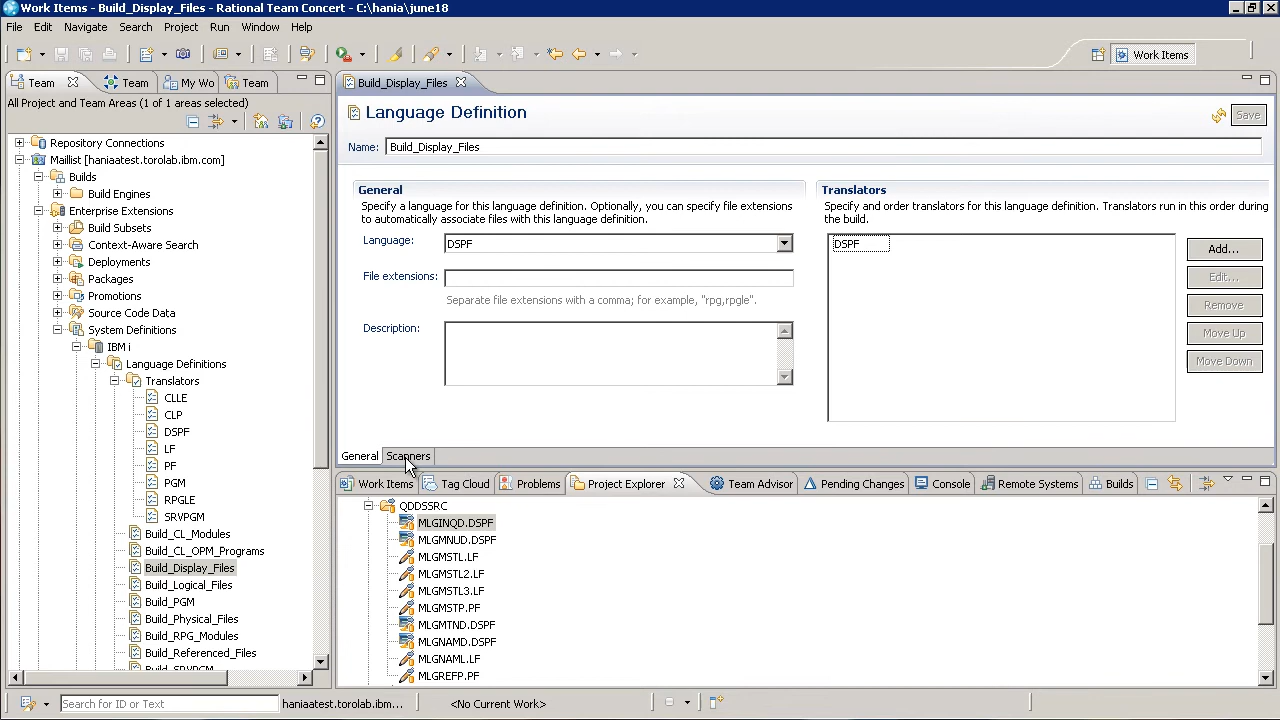 Work Items - Build_Display_Files - Rational Team Concert - C:\hania\june18
File Edit Navigate Search Project Run Window Help
Work Items
Team Team My Wo Team
All Project and Team Areas (1 of 1 areas selected)
Repository Connections
Maillist [haniaatest.torolab.ibm.com]
Builds
Build Engines
Enterprise Extensions
Build Subsets
Context-Aware Search
Deployments
Packages
Promotions
Source Code Data
System Definitions
IBM i
Language Definitions
Translators
CLLE
CLP
DSPF
LF
PF
PGM
RPGLE
SRVPGM
Build_CL_Modules
Build_CL_OPM_Programs
Build_Display_Files
Build_Logical_Files
Build_PGM
Build_Physical_Files
Build_RPG_Modules
Build_Referenced_Files
Build_SRVPGM
Build_Display_Files
Language Definition
Save
Name: Build_Display_Files
General
Specify a language for this language definition. Optionally, you can specify file extensions
to automatically associate files with this language definition.
Language: DSPF
File extensions:
Separate file extensions with a comma; for example, "rpg,rpgle".
Description:
Translators
Specify and order translators for this language definition. Translators run in this order during
the build.
DSPF
Add...
Edit...
Remove
Move Up
Move Down
General Scanners
Work Items Tag Cloud Problems Project Explorer Team Advisor Pending Changes Console Remote Systems Builds
QDDSSRC
MLGINQD.DSPF
MLGMNUD.DSPF
MLGMSTL.LF
MLGMSTL2.LF
MLGMSTL3.LF
MLGMSTP.PF
MLGMTND.DSPF
MLGNAMD.DSPF
MLGNAML.LF
MLGREFP.PF
Search for ID or Text haniaatest.torolab.ibm... <No Current Work>